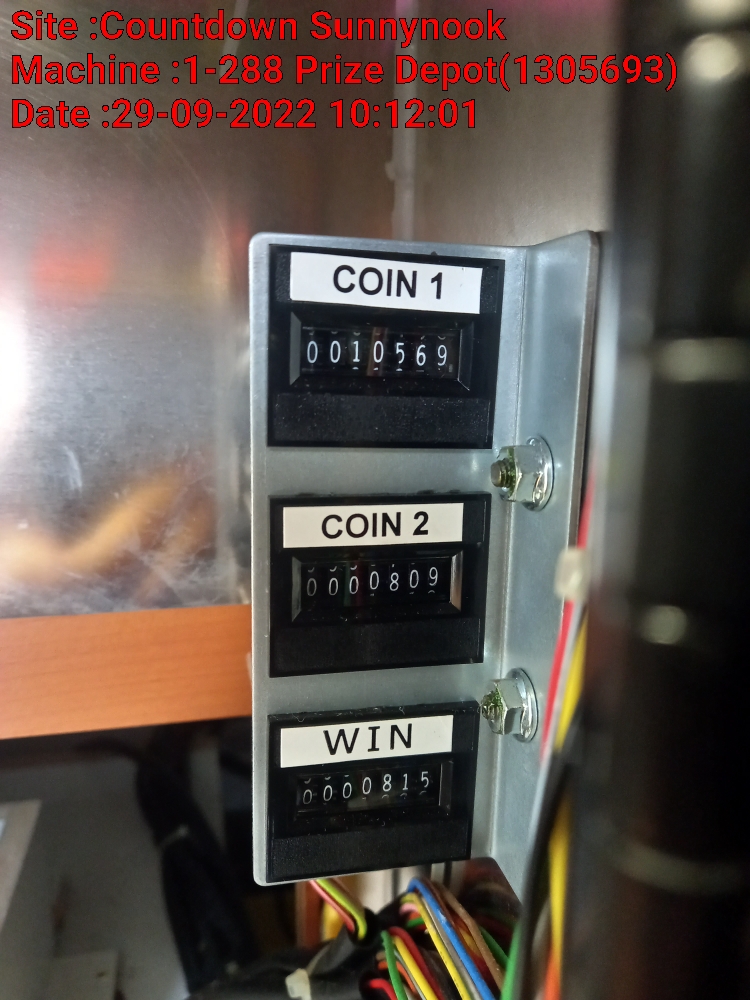 Site :Countdown Sunnynook
Machine :1-288 Prize Depot(1305693)
Date :29-09-2022 10:12:01
COIN 1
0010569
COIN 2
0000809
WIN
0000815